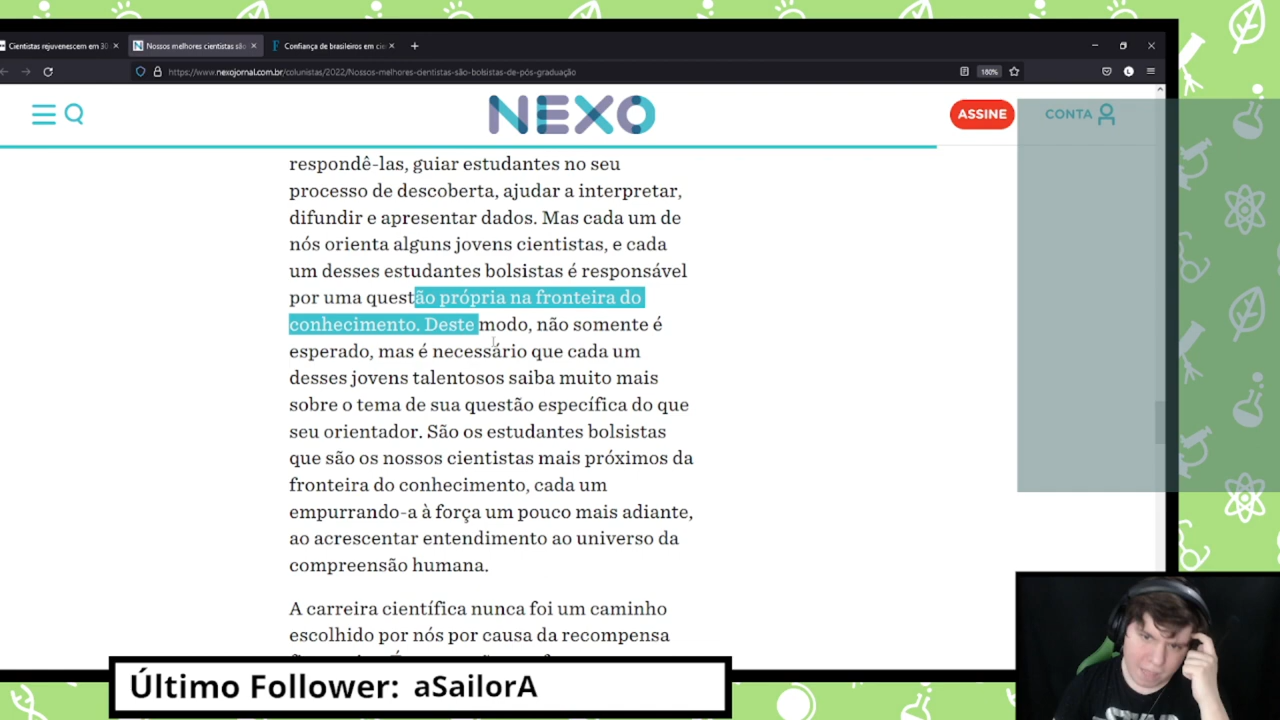 Cientistas rejuvenescem em 30
Nossos melhores cientistas são
Confiança de brasileiros em cie
https://www.nexojornal.com.br/colunistas/2022/Nossos-melhores-cientistas-são-bolsistas-de-pós-graduação
160%
NEXO
ASSINE
CONTA
respondê-las, guiar estudantes no seu
processo de descoberta, ajudar a interpretar,
difundir e apresentar dados. Mas cada um de
nós orienta alguns jovens cientistas, e cada
um desses estudantes bolsistas é responsável
por uma questão própria na fronteira do
conhecimento. Deste modo, não somente é
esperado, mas é necessário que cada um
desses jovens talentosos saiba muito mais
sobre o tema de sua questão específica do que
seu orientador. São os estudantes bolsistas
que são os nossos cientistas mais próximos da
fronteira do conhecimento, cada um
empurrando-a à força um pouco mais adiante,
ao acrescentar entendimento ao universo da
compreensão humana.
A carreira científica nunca foi um caminho
escolhido por nós por causa da recompensa
Último Follower: aSailorA